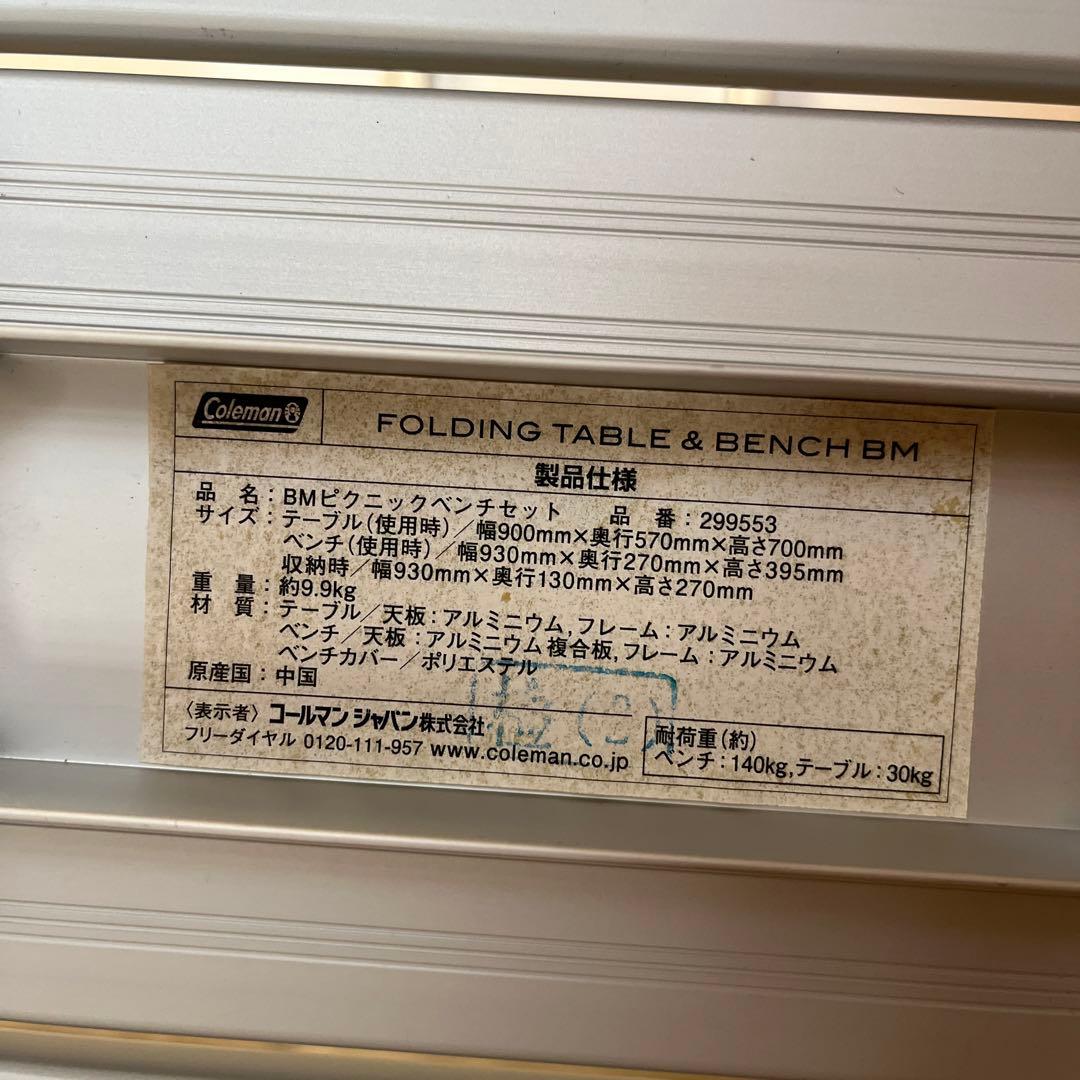 Coleman
FOLDING TABLE & BENCH BM
製品仕様
品 名：BMピクニックベンチセット 品 番：299553
サイズ：テーブル(使用時)／幅900mm×奥行570mm×高さ700mm
ベンチ(使用時)／幅930mm×奥行270mm×高さ395mm
収納時／幅930mm×奥行130mm×高さ270mm
重 量：約9.9kg
材 質：テーブル／天板：アルミニウム,フレーム：アルミニウム
ベンチ／天板：アルミニウム複合板,フレーム：アルミニウム
ベンチカバー／ポリエステル
原産国：中国
〈表示者〉コールマン ジャパン株式会社
フリーダイヤル 0120-111-957 www.coleman.co.jp
耐荷重(約)
ベンチ：140kg,テーブル：30kg